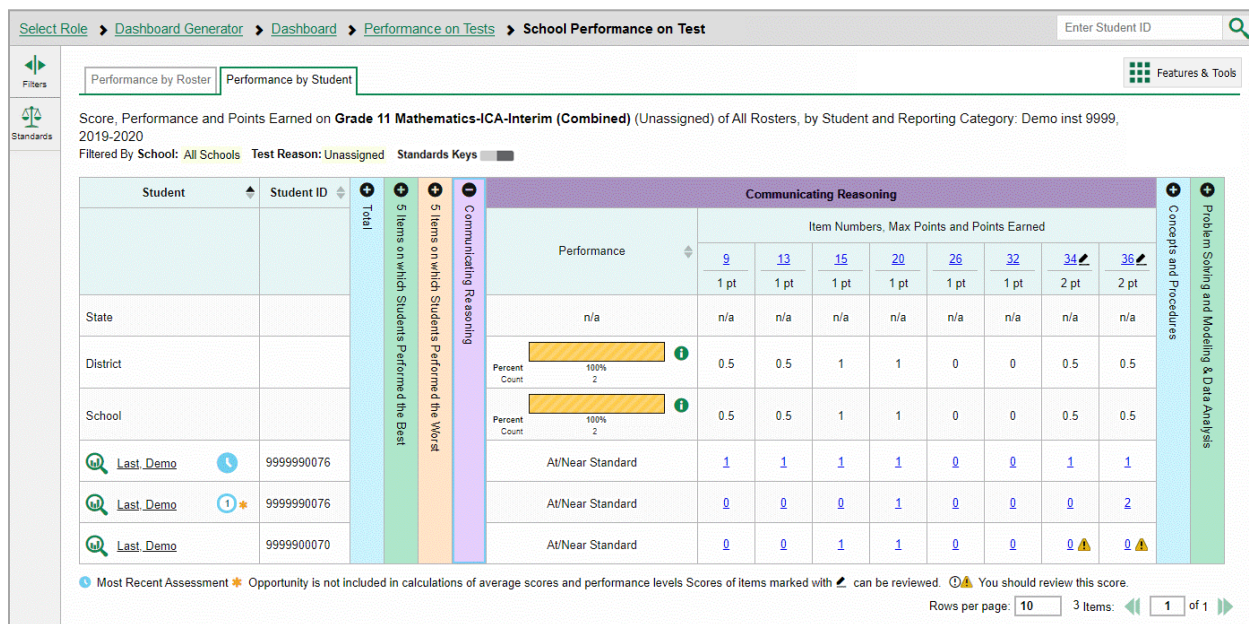 Select Role > Dashboard Generator > Dashboard > Performance on Tests > School Performance on Test
Enter Student ID
Filters
Standards
Performance by Roster
Performance by Student
Features & Tools
Score, Performance and Points Earned on Grade 11 Mathematics-ICA-Interim (Combined) (Unassigned) of All Rosters, by Student and Reporting Category: Demo inst 9999,
2019-2020
Filtered By School: All Schools Test Reason: Unassigned Standards Keys
Student Student ID
Total
5 Items on which Students Performed the Best
5 Items on which Students Performed the Worst
Communicating Reasoning
Communicating Reasoning
Concepts and Procedures
Problem Solving and Modeling & Data Analysis
Performance
Item Numbers, Max Points and Points Earned
9 13 15 20 26 32 34 36
1 pt 1 pt 1 pt 1 pt 1 pt 1 pt 2 pt 2 pt
State n/a n/a n/a n/a n/a n/a n/a n/a n/a
District Percent 100% 0.5 0.5 1 1 0 0 0.5 0.5
Count 2
School Percent 100% 0.5 0.5 1 1 0 0 0.5 0.5
Count 2
Last, Demo 9999990076 At/Near Standard 1 1 1 1 0 0 1 1
Last, Demo 1 * 9999990076 At/Near Standard 0 0 0 1 0 0 0 2
Last, Demo 9999900070 At/Near Standard 0 0 1 1 0 0 0 0
Most Recent Assessment * Opportunity is not included in calculations of average scores and performance levels Scores of items marked with can be reviewed. You should review this score.
Rows per page: 10 3 Items: 1 of 1